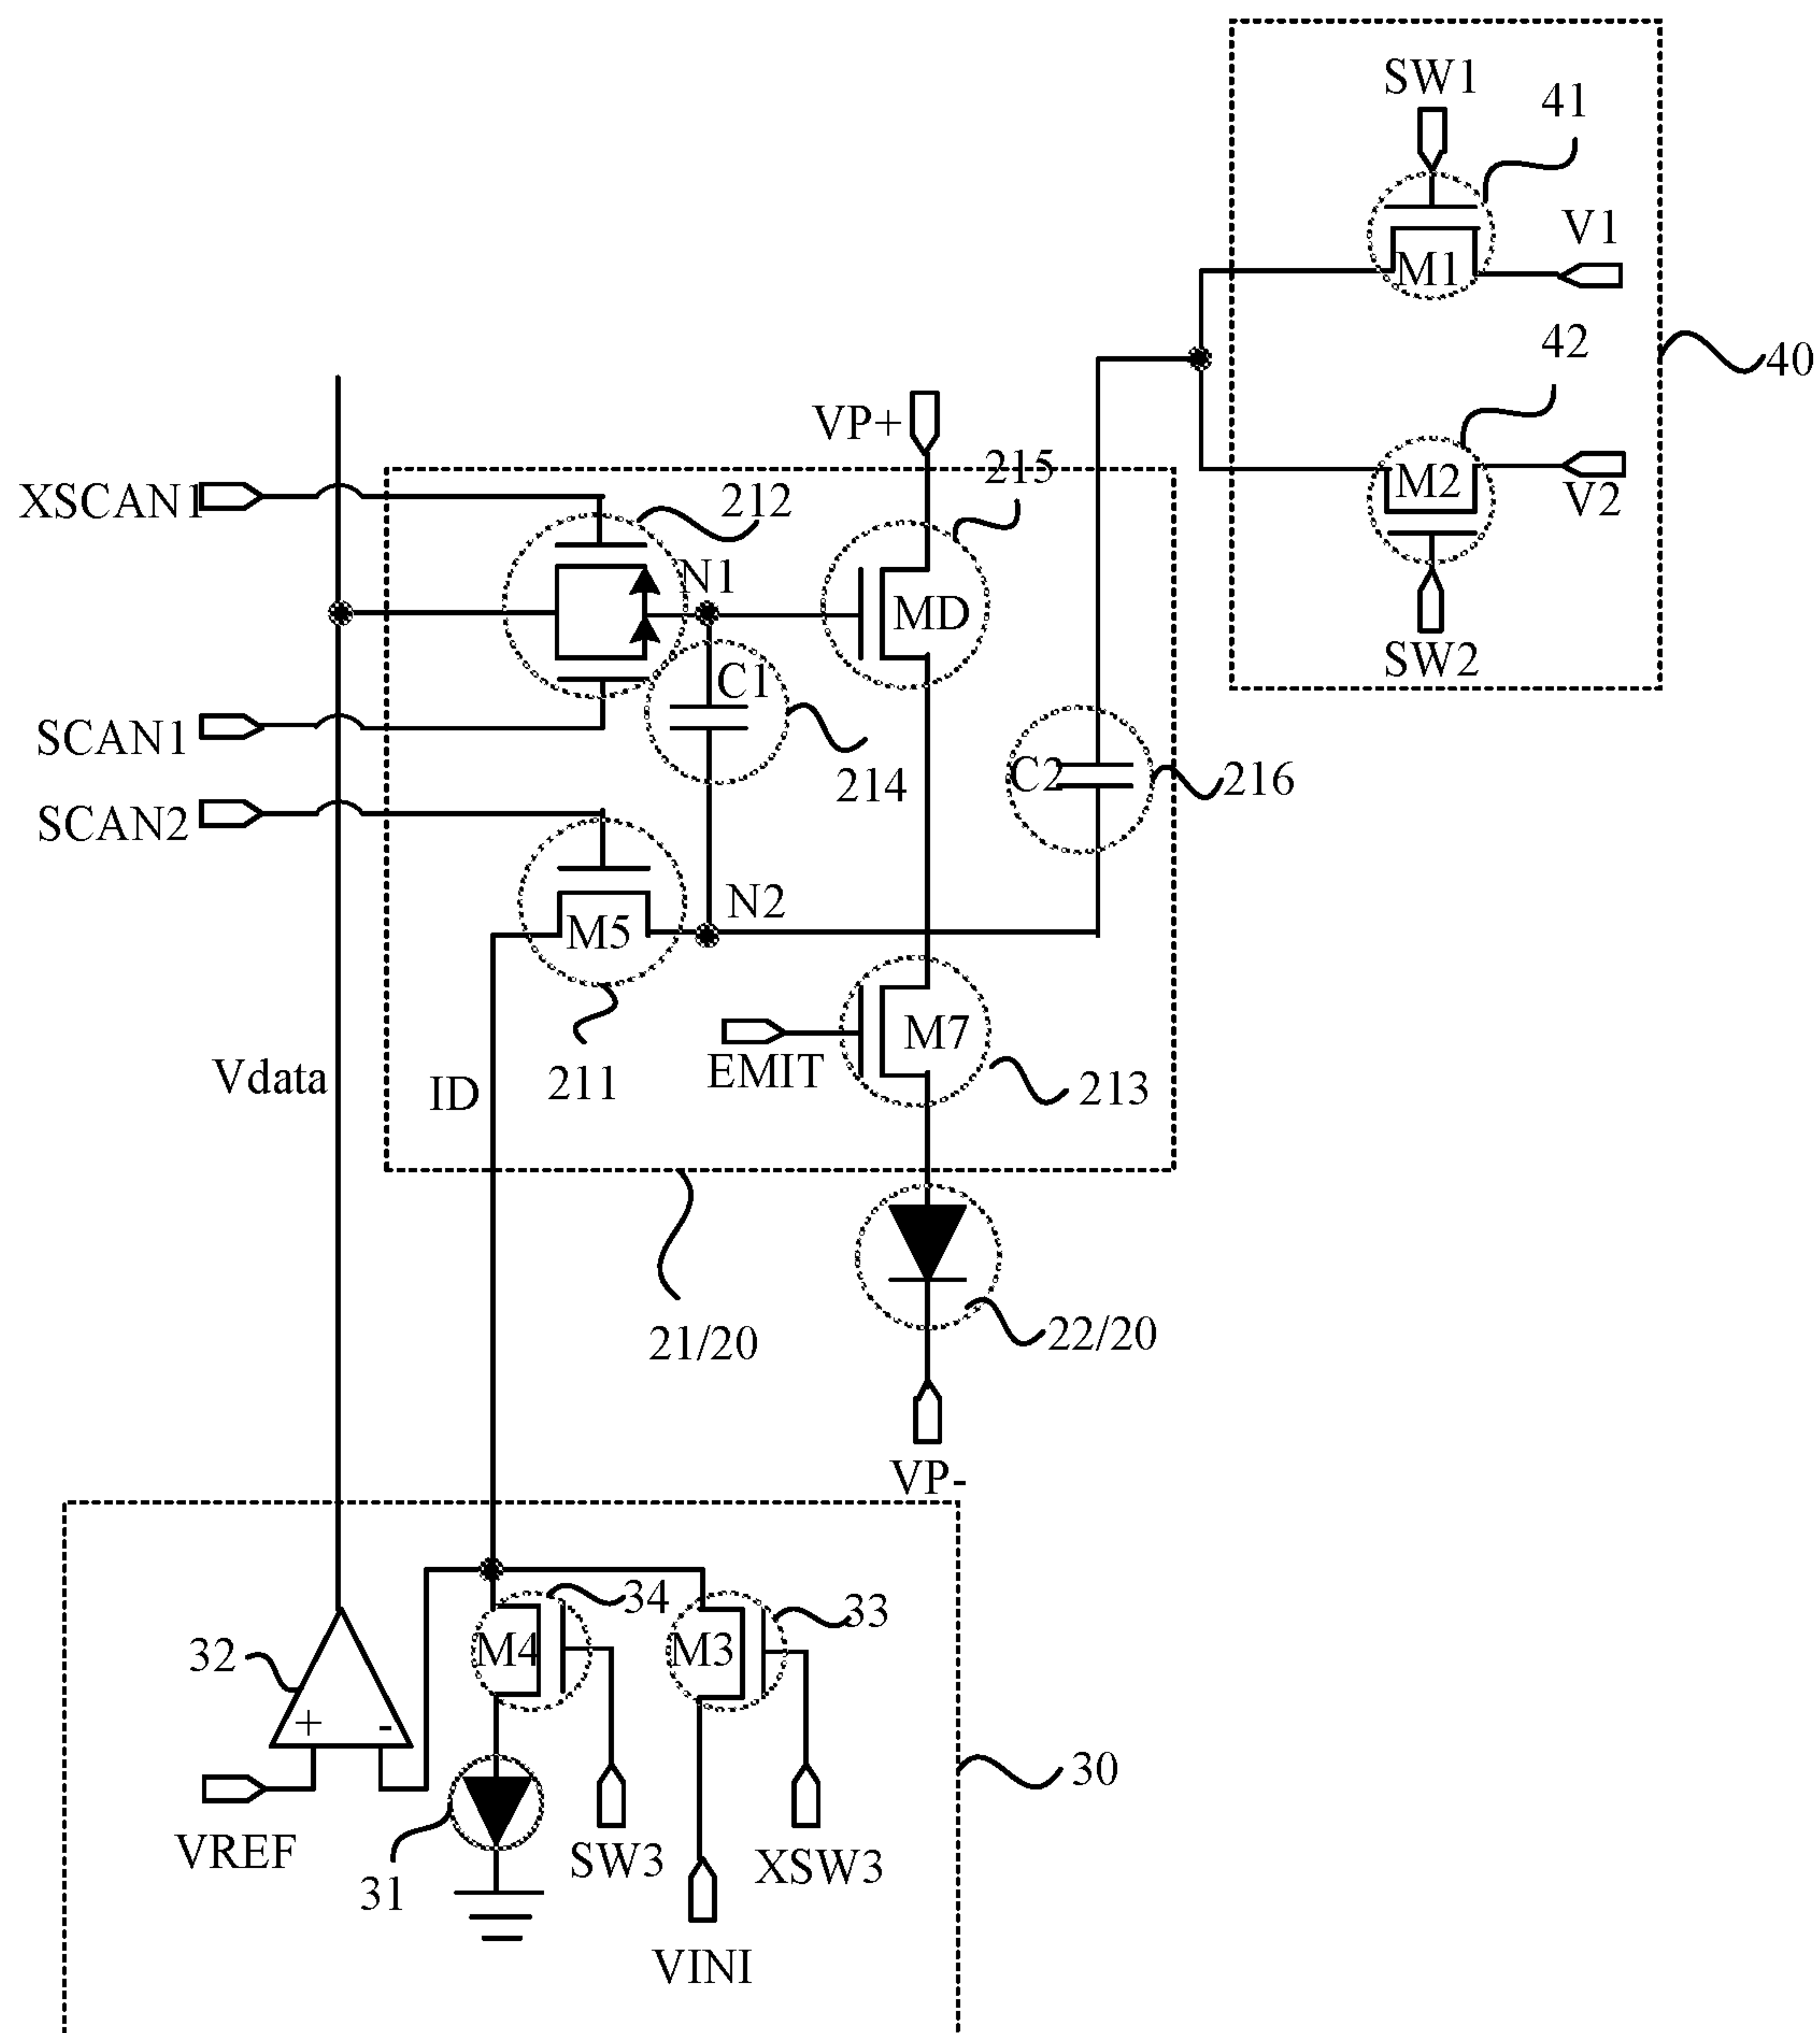 SW1
41
V1
M1
42
40
VP+
M2
V2
215
XSCAN1
212
N1
MD
SW2
C1
SCAN1
214
C2
216
SCAN2
N2
M5
M7
EMIT
Vdata
ID
211
213
21/20
22/20
VP-
34
33
32
M4
M3
+
-
30
VREF
31
SW3
XSW3
VINI